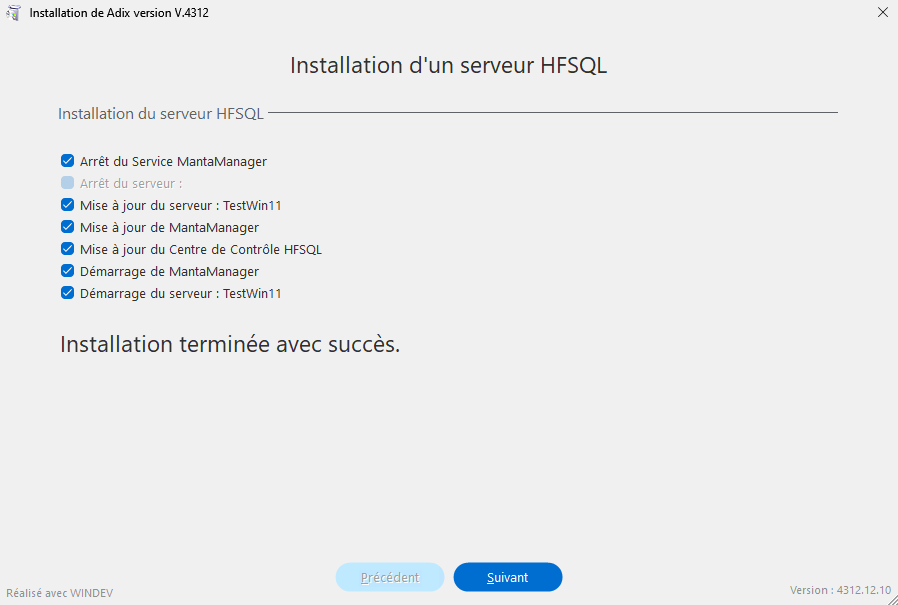 Installation de Adix version V.4312
Installation d'un serveur HFSQL
Installation du serveur HFSQL
Arrêt du Service MantaManager
Arrêt du serveur :
Mise à jour du serveur : TestWin11
Mise à jour de MantaManager
Mise à jour du Centre de Contrôle HFSQL
Démarrage de MantaManager
Démarrage du serveur : TestWin11
Installation terminée avec succès.
Précédent
Suivant
Réalisé avec WINDEV
Version : 4312.12.10